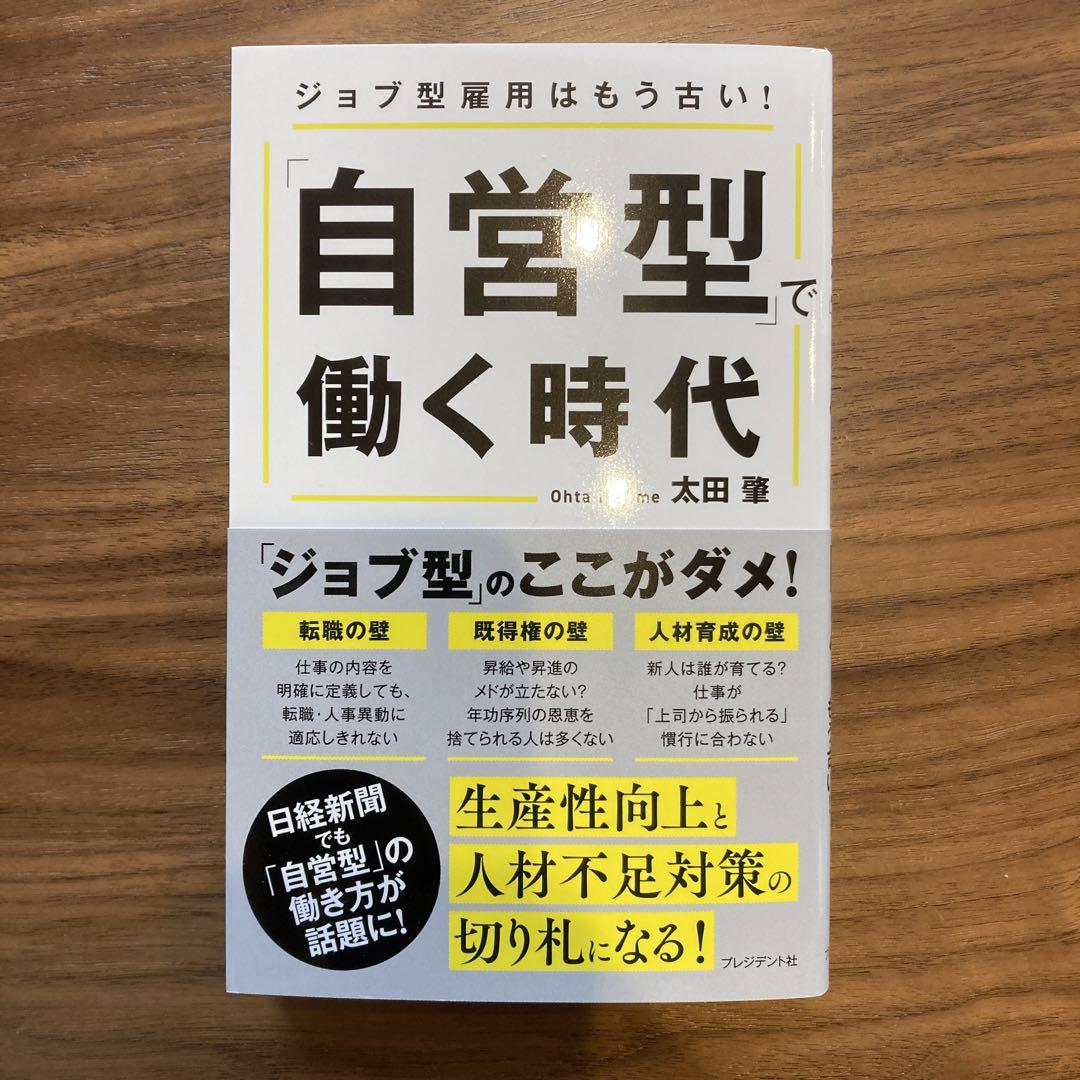 ジョブ型雇用はもう古い!
「自営型」で
働く時代
Ohta
太田 肇
「ジョブ型」のここがダメ!
転職の壁
仕事の内容を
明確に定義しても、
転職・人事異動に
適応しきれない
既得権の壁
昇給や昇進の
メドが立たない?
年功序列の恩恵を
捨てられる人は多くない
人材育成の壁
新人は誰が育てる?
仕事が
「上司から振られる」
慣行に合わない
日経新聞
でも
「自営型」の
働き方が
話題に!
生産性向上と
人材不足対策の
切り札になる!
プレジデント社